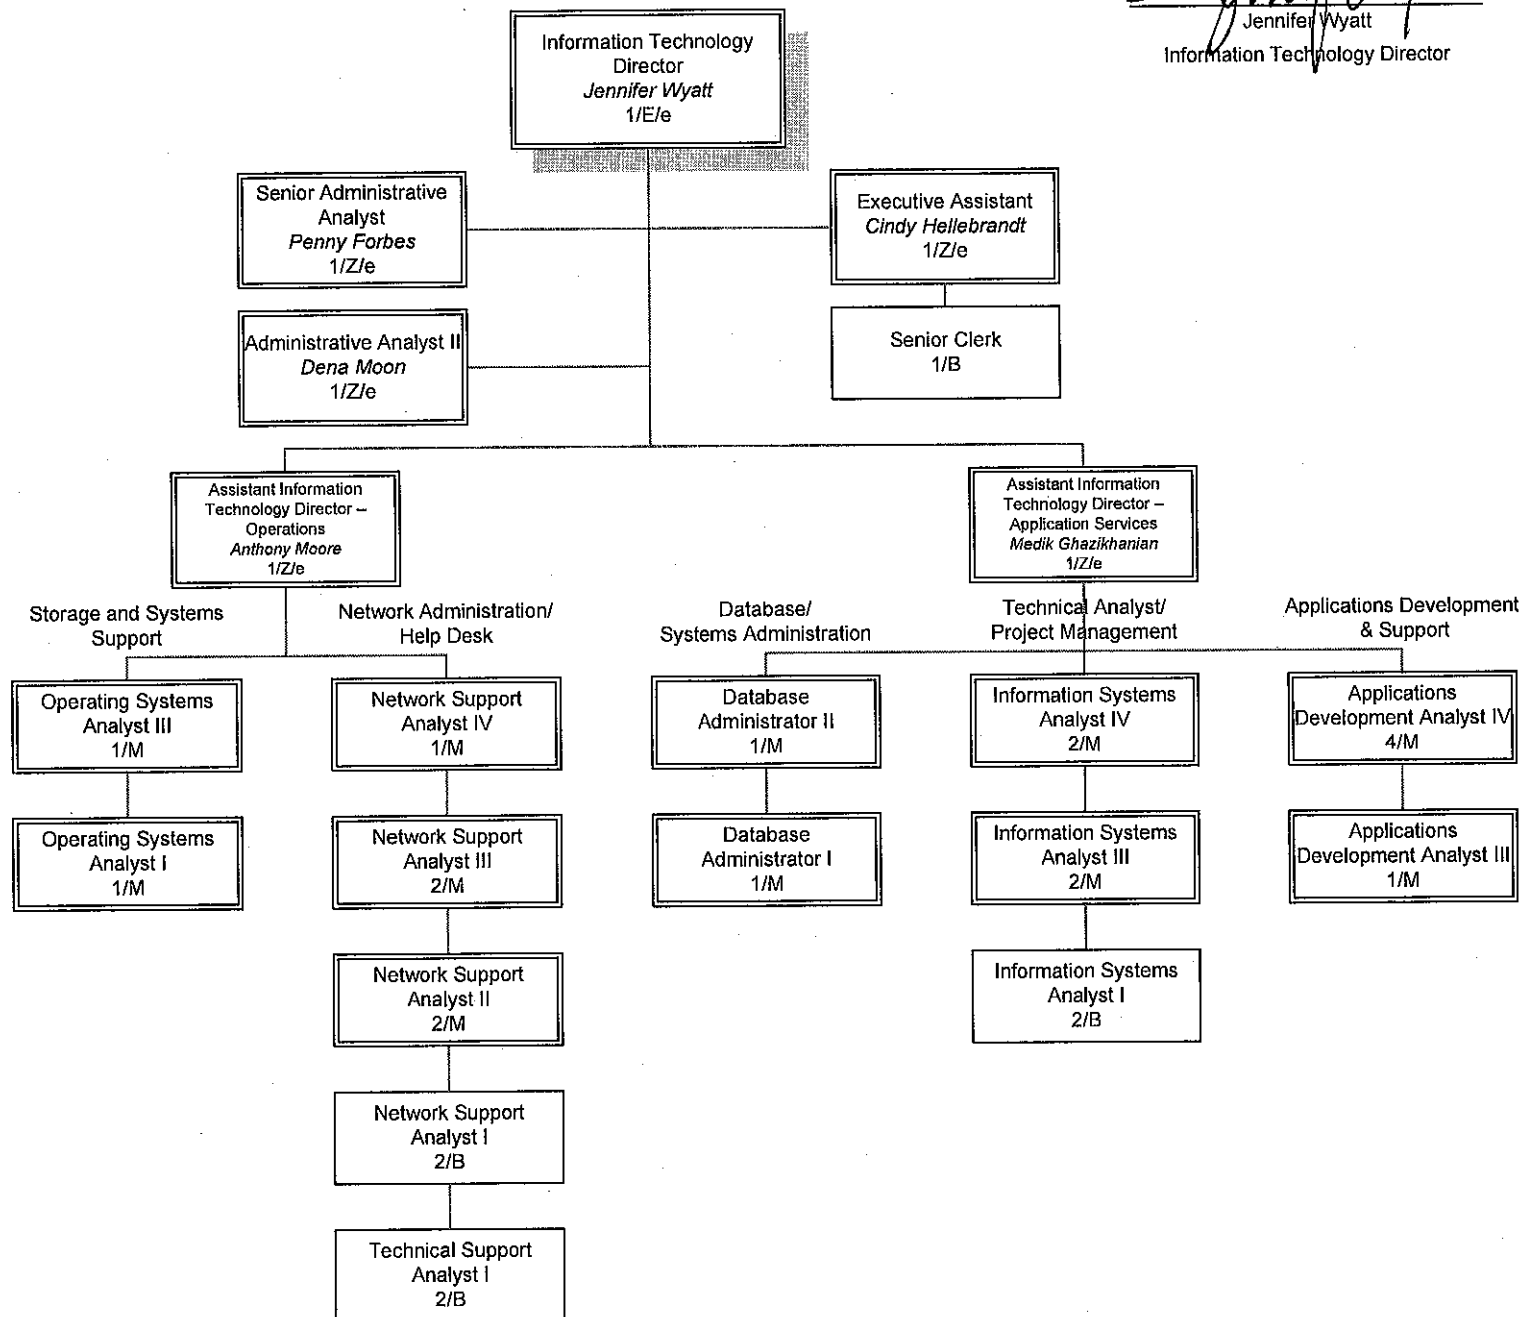 Jennifer Wyatt
Information Technology Director
Information Technology
Director
Jennifer Wyatt
1/E/e
Senior Administrative
Analyst
Penny Forbes
1/Z/e
Executive Assistant
Cindy Hellebrandt
1/Z/e
Administrative Analyst II
Dena Moon
1/Z/e
Senior Clerk
1/B
Assistant Information
Technology Director –
Operations
Anthony Moore
1/Z/e
Assistant Information
Technology Director –
Application Services
Medik Ghazikhanian
1/Z/e
Storage and Systems
Support
Network Administration/
Help Desk
Database/
Systems Administration
Technical Analyst/
Project Management
Applications Development
& Support
Operating Systems
Analyst III
1/M
Network Support
Analyst IV
1/M
Database
Administrator II
1/M
Information Systems
Analyst IV
2/M
Applications
Development Analyst IV
4/M
Operating Systems
Analyst I
1/M
Network Support
Analyst III
2/M
Database
Administrator I
1/M
Information Systems
Analyst III
2/M
Applications
Development Analyst III
1/M
Network Support
Analyst II
2/M
Information Systems
Analyst I
2/B
Network Support
Analyst I
2/B
Technical Support
Analyst I
2/B